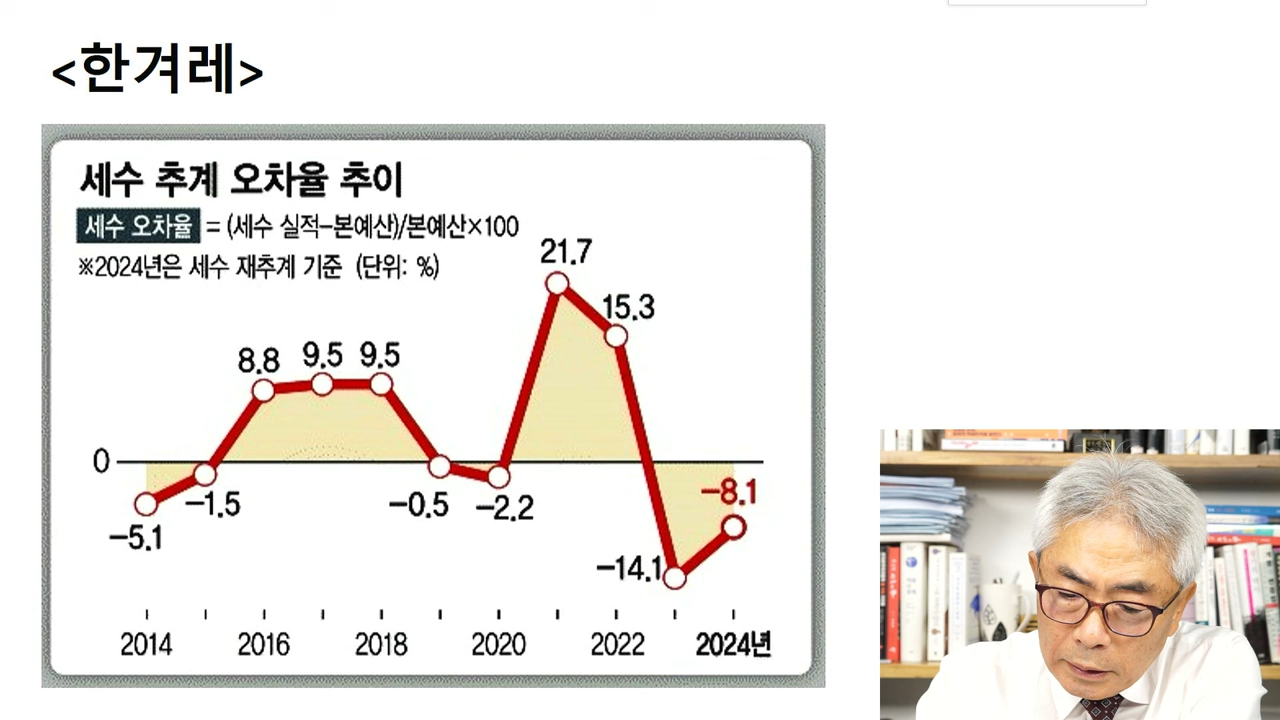 <한겨레>
세수 추계 오차율 추이
세수 오차율 = (세수 실적-본예산)/본예산×100
※2024년은 세수 재추계 기준 (단위: %)
21.7
15.3
8.8 9.5 9.5
0
-5.1
-1.5
-0.5
-2.2
-14.1
-8.1
2014 2016 2018 2020 2022 2024년